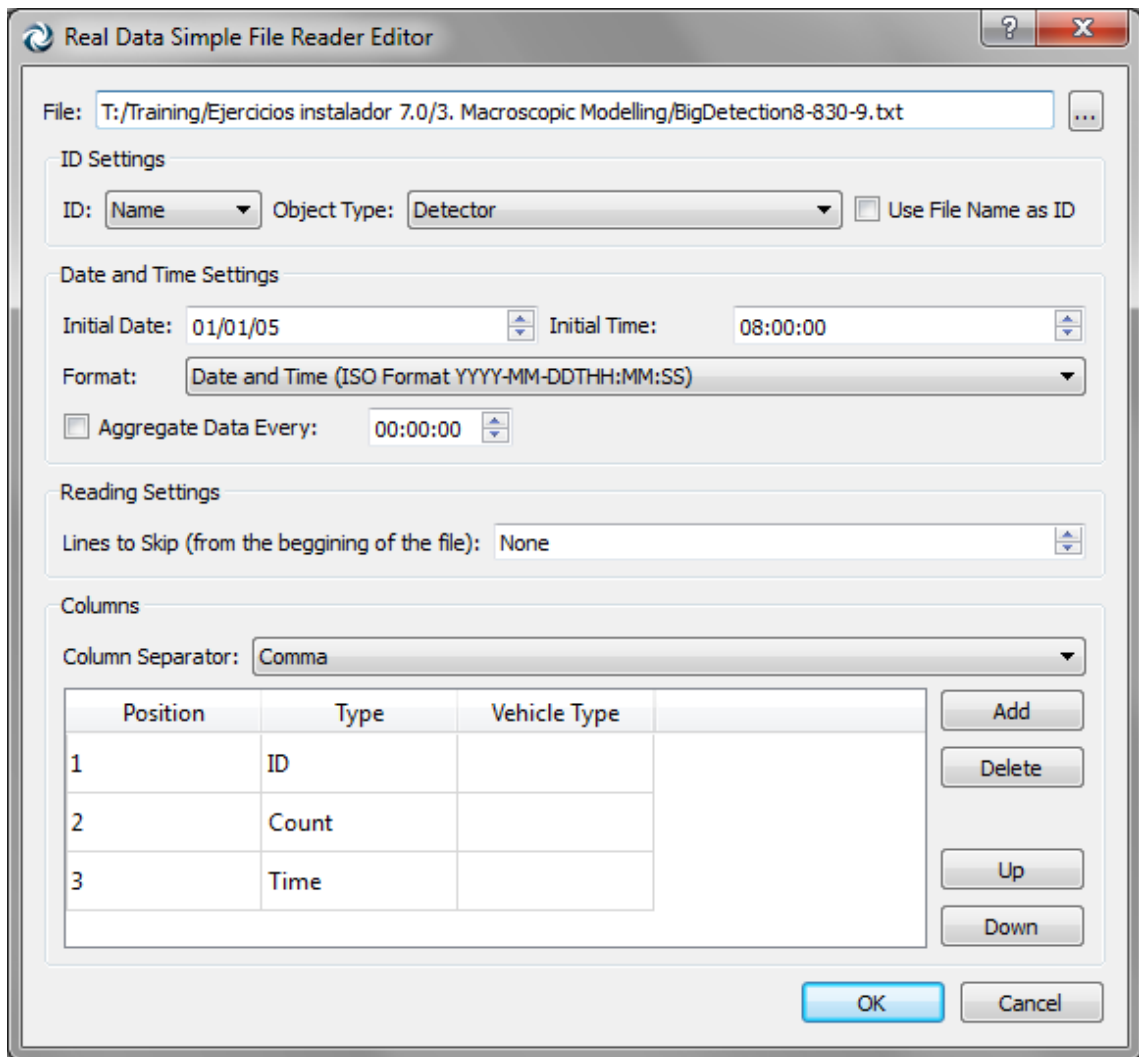 Real Data Simple File Reader Editor
? X
File: T:/Training/Ejercicios instalador 7.0/3. Macroscopic Modelling/BigDetection8-830-9.txt ...
ID Settings
ID: Name Object Type: Detector Use File Name as ID
Date and Time Settings
Initial Date: 01/01/05 Initial Time: 08:00:00
Format: Date and Time (ISO Format YYYY-MM-DDTHH:MM:SS)
Aggregate Data Every: 00:00:00
Reading Settings
Lines to Skip (from the beggining of the file): None
Columns
Column Separator: Comma
Position Type Vehicle Type Add
1 ID Delete
2 Count
3 Time Up
Down
OK Cancel